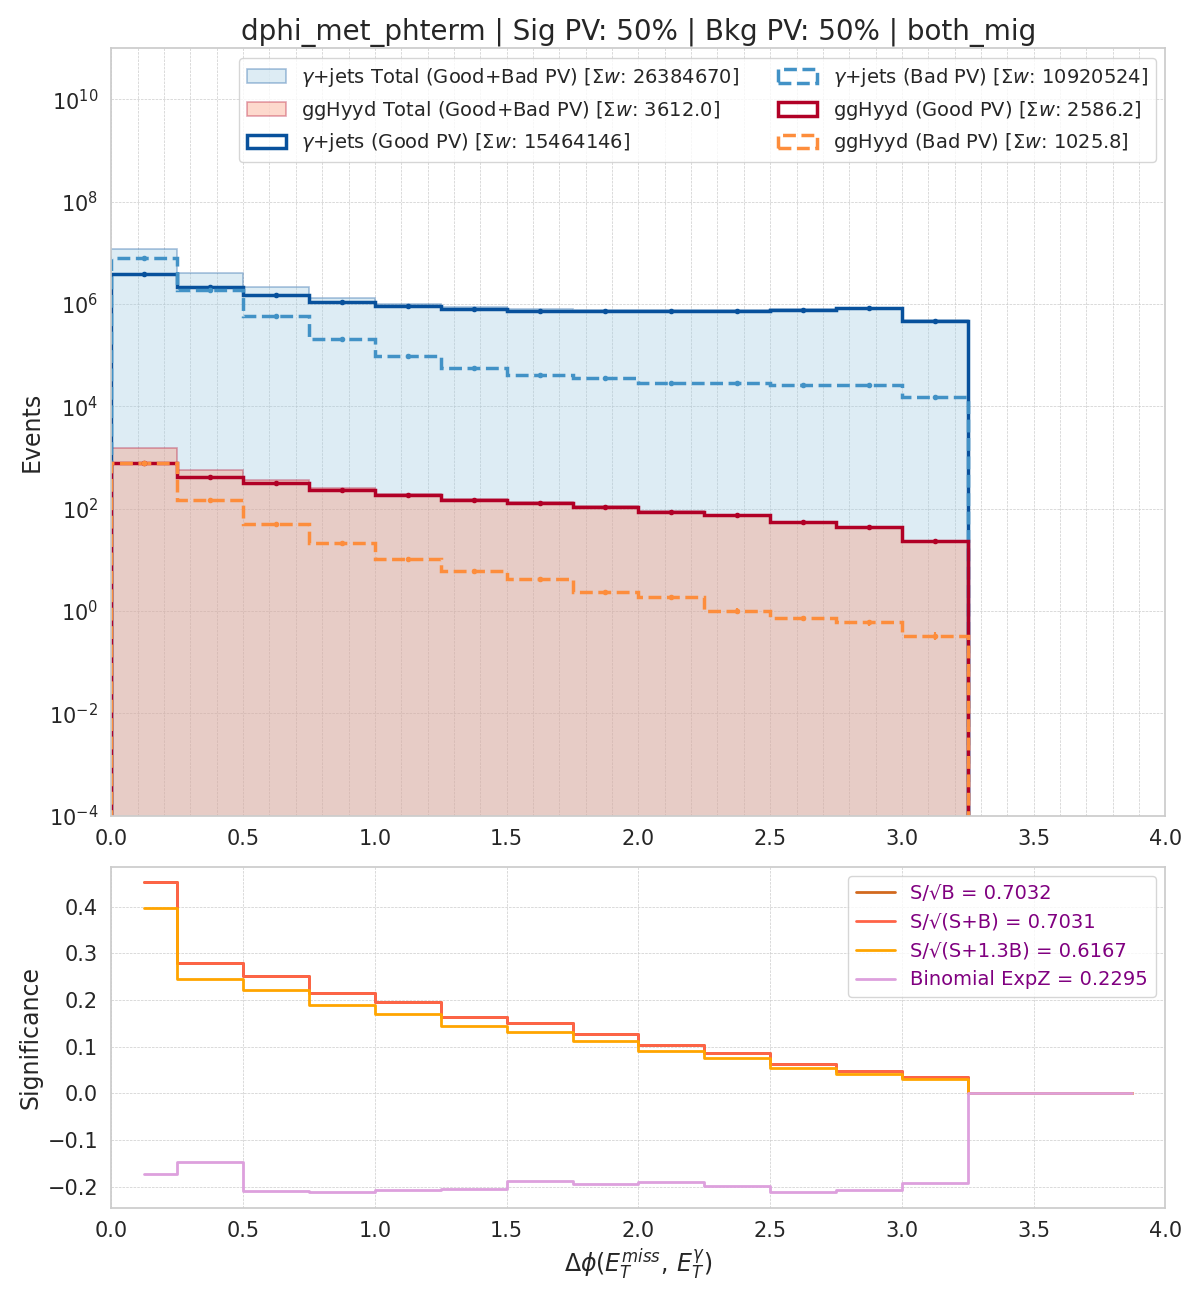 dphi_met_phterm | Sig PV: 50% | Bkg PV: 50% | both_mig
γ+jets Total (Good+Bad PV) [Σw: 26384670]
ggHyyd Total (Good+Bad PV) [Σw: 3612.0]
γ+jets (Good PV) [Σw: 15464146]
γ+jets (Bad PV) [Σw: 10920524]
ggHyyd (Good PV) [Σw: 2586.2]
ggHyyd (Bad PV) [Σw: 1025.8]
Events
10^10
10^8
10^6
10^4
10^2
10^0
10^−2
10^−4
0.0 0.5 1.0 1.5 2.0 2.5 3.0 3.5 4.0
S/√B = 0.7032
S/√(S+B) = 0.7031
S/√(S+1.3B) = 0.6167
Binomial ExpZ = 0.2295
Significance
0.4
0.3
0.2
0.1
0.0
−0.1
−0.2
0.0 0.5 1.0 1.5 2.0 2.5 3.0 3.5 4.0
Δϕ(E_T^miss, E_T^γ)